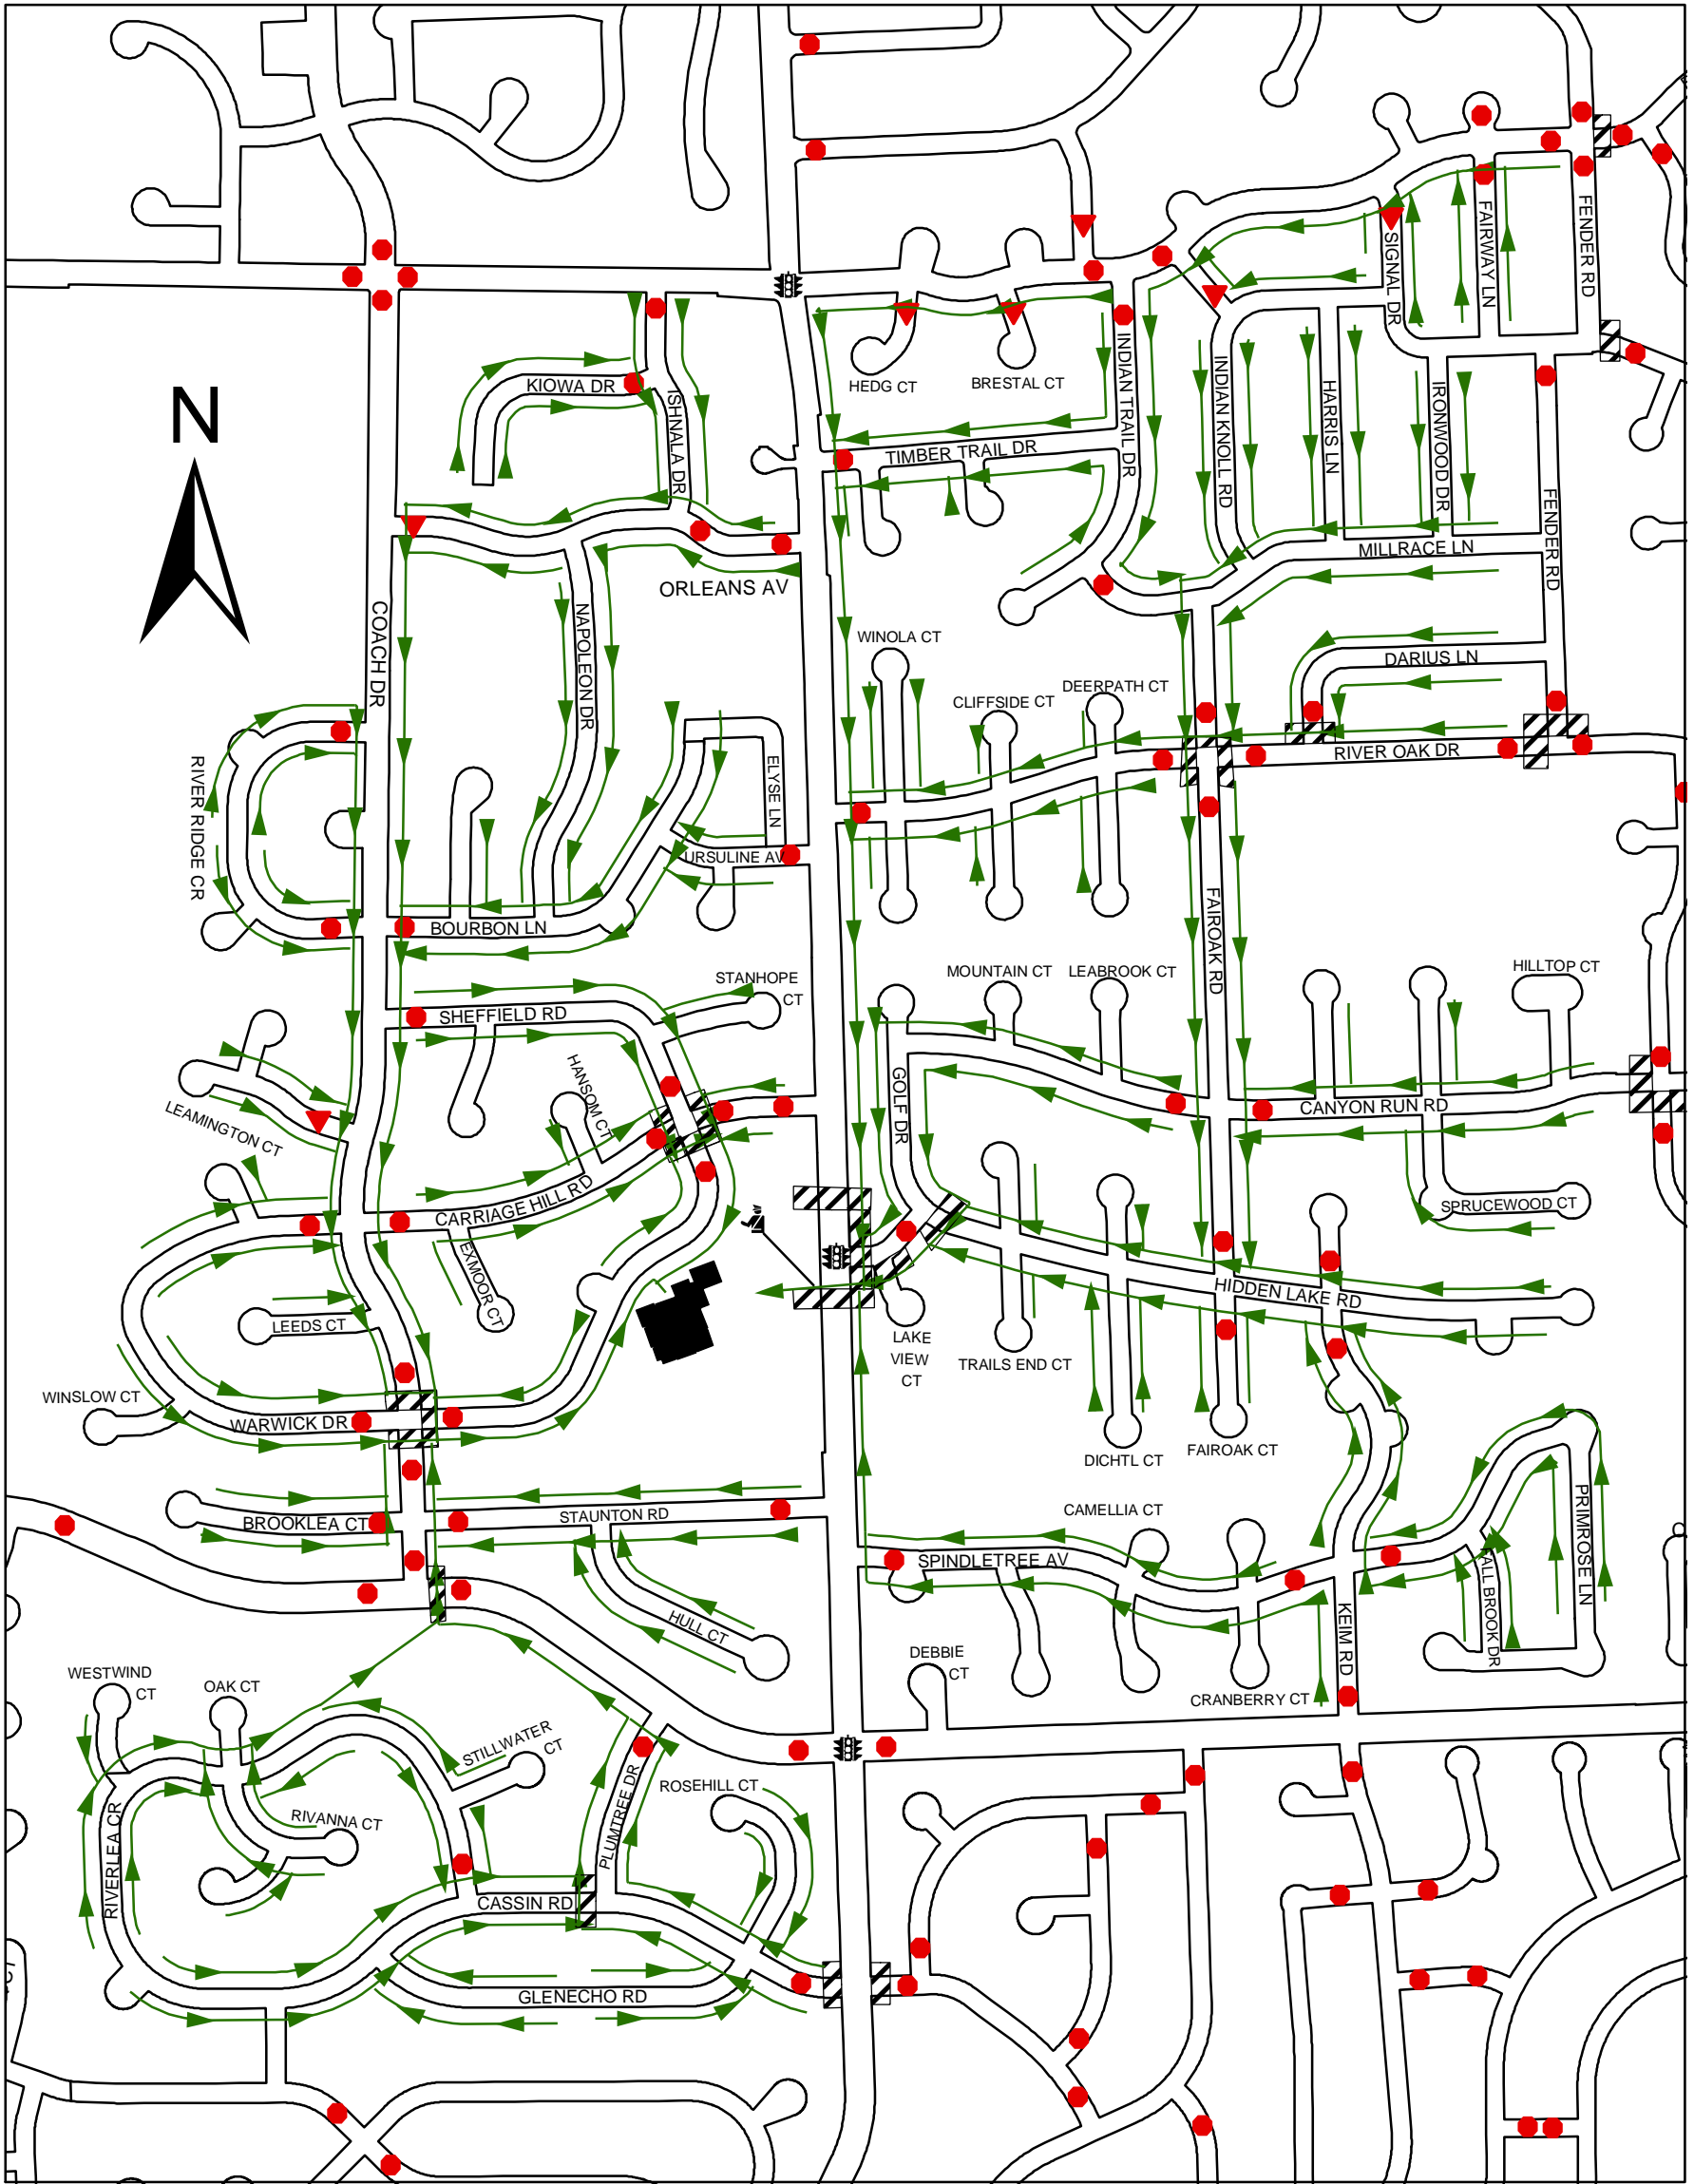 N
FENDER RD
FAIRWAY LN
SIGNAL DR
KIOWA DR
ISHNALA DR
HEDG CT
BRESTAL CT
INDIAN TRAIL DR
INDIAN KNOLL RD
HARRIS LN
IRONWOOD DR
TIMBER TRAIL DR
FENDER RD
MILLRACE LN
ORLEANS AV
COACH DR
NAPOLEON DR
WINOLA CT
DARIUS LN
CLIFFSIDE CT
DEERPATH CT
RIVER OAK DR
RIVER RIDGE CR
ELYSE LN
URSULINE AV
BOURBON LN
FAIROAK RD
STANHOPE
CT
MOUNTAIN CT
LEABROOK CT
HILLTOP CT
SHEFFIELD RD
HANSOM CT
GOLF DR
CANYON RUN RD
LEAMINGTON CT
CARRIAGE HILL RD
SPRUCEWOOD CT
EXMOOR CT
LEEDS CT
HIDDEN LAKE RD
LAKE
VIEW
CT
TRAILS END CT
WINSLOW CT
WARWICK DR
DICHTL CT
FAIROAK CT
BROOKLEA CT
STAUNTON RD
CAMELLIA CT
SPINDLETREE AV
PRIMROSE LN
FALL BROOK DR
HULL CT
KEIM RD
DEBBIE
CT
CRANBERRY CT
WESTWIND
CT
OAK CT
STILLWATER
CT
RIVANNA CT
PLUMTREE DR
ROSEHILL CT
RIVERLEA CR
CASSIN RD
GLENECHO RD